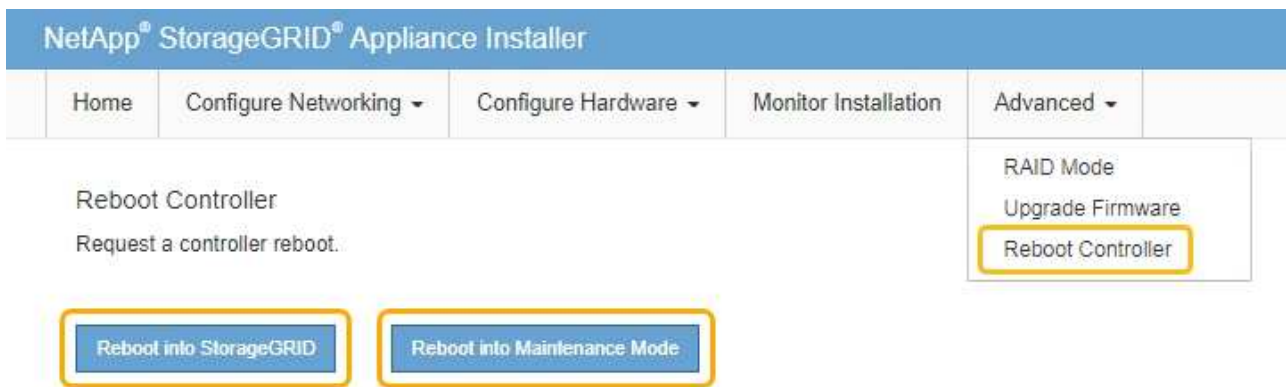 NetApp® StorageGRID® Appliance Installer
Home Configure Networking Configure Hardware Monitor Installation Advanced
RAID Mode
Upgrade Firmware
Reboot Controller
Reboot Controller
Request a controller reboot.
Reboot into StorageGRID Reboot into Maintenance Mode